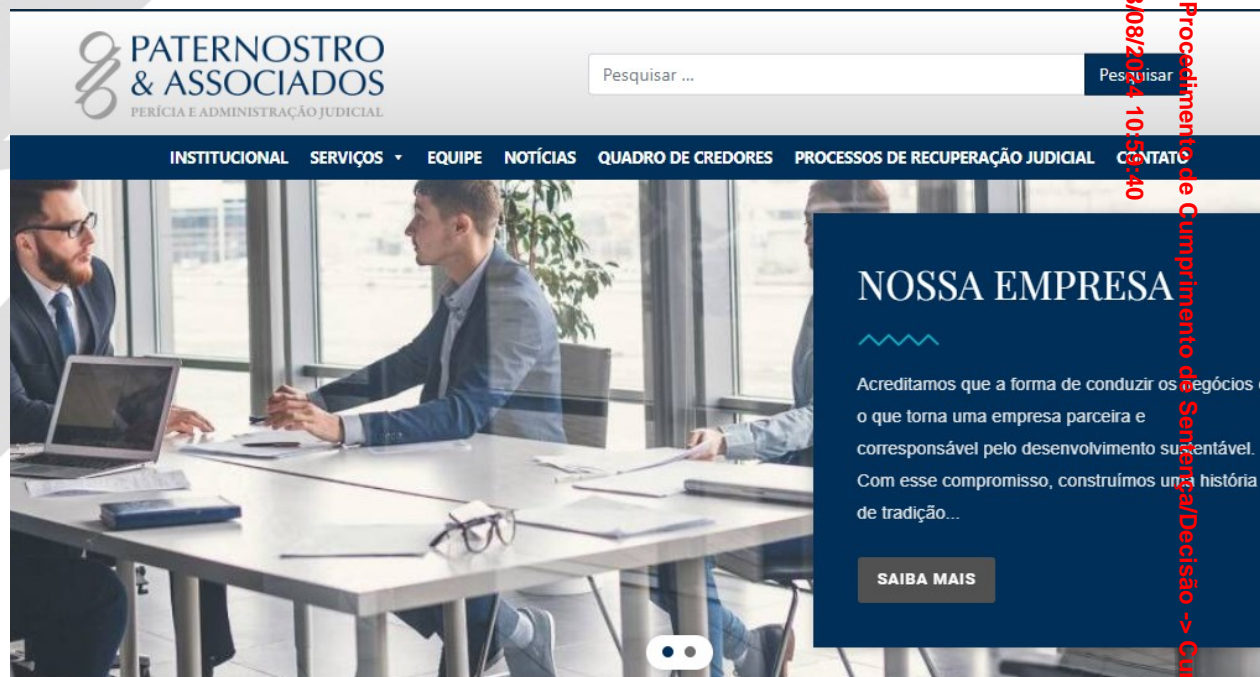 PATERNOSTRO
& ASSOCIADOS
PERÍCIA E ADMINISTRAÇÃO JUDICIAL
Pesquisar ...
Pesquisar
INSTITUCIONAL SERVIÇOS EQUIPE NOTÍCIAS QUADRO DE CREDORES PROCESSOS DE RECUPERAÇÃO JUDICIAL CONTATO
NOSSA EMPRESA
Acreditamos que a forma de conduzir os negócios
o que torna uma empresa parceira e
corresponsável pelo desenvolvimento sustentável.
Com esse compromisso, construímos uma história
de tradição...
SAIBA MAIS
Procedimento de Cumprimento de Sentença/Decisão ->
/08/2024 10:59:40